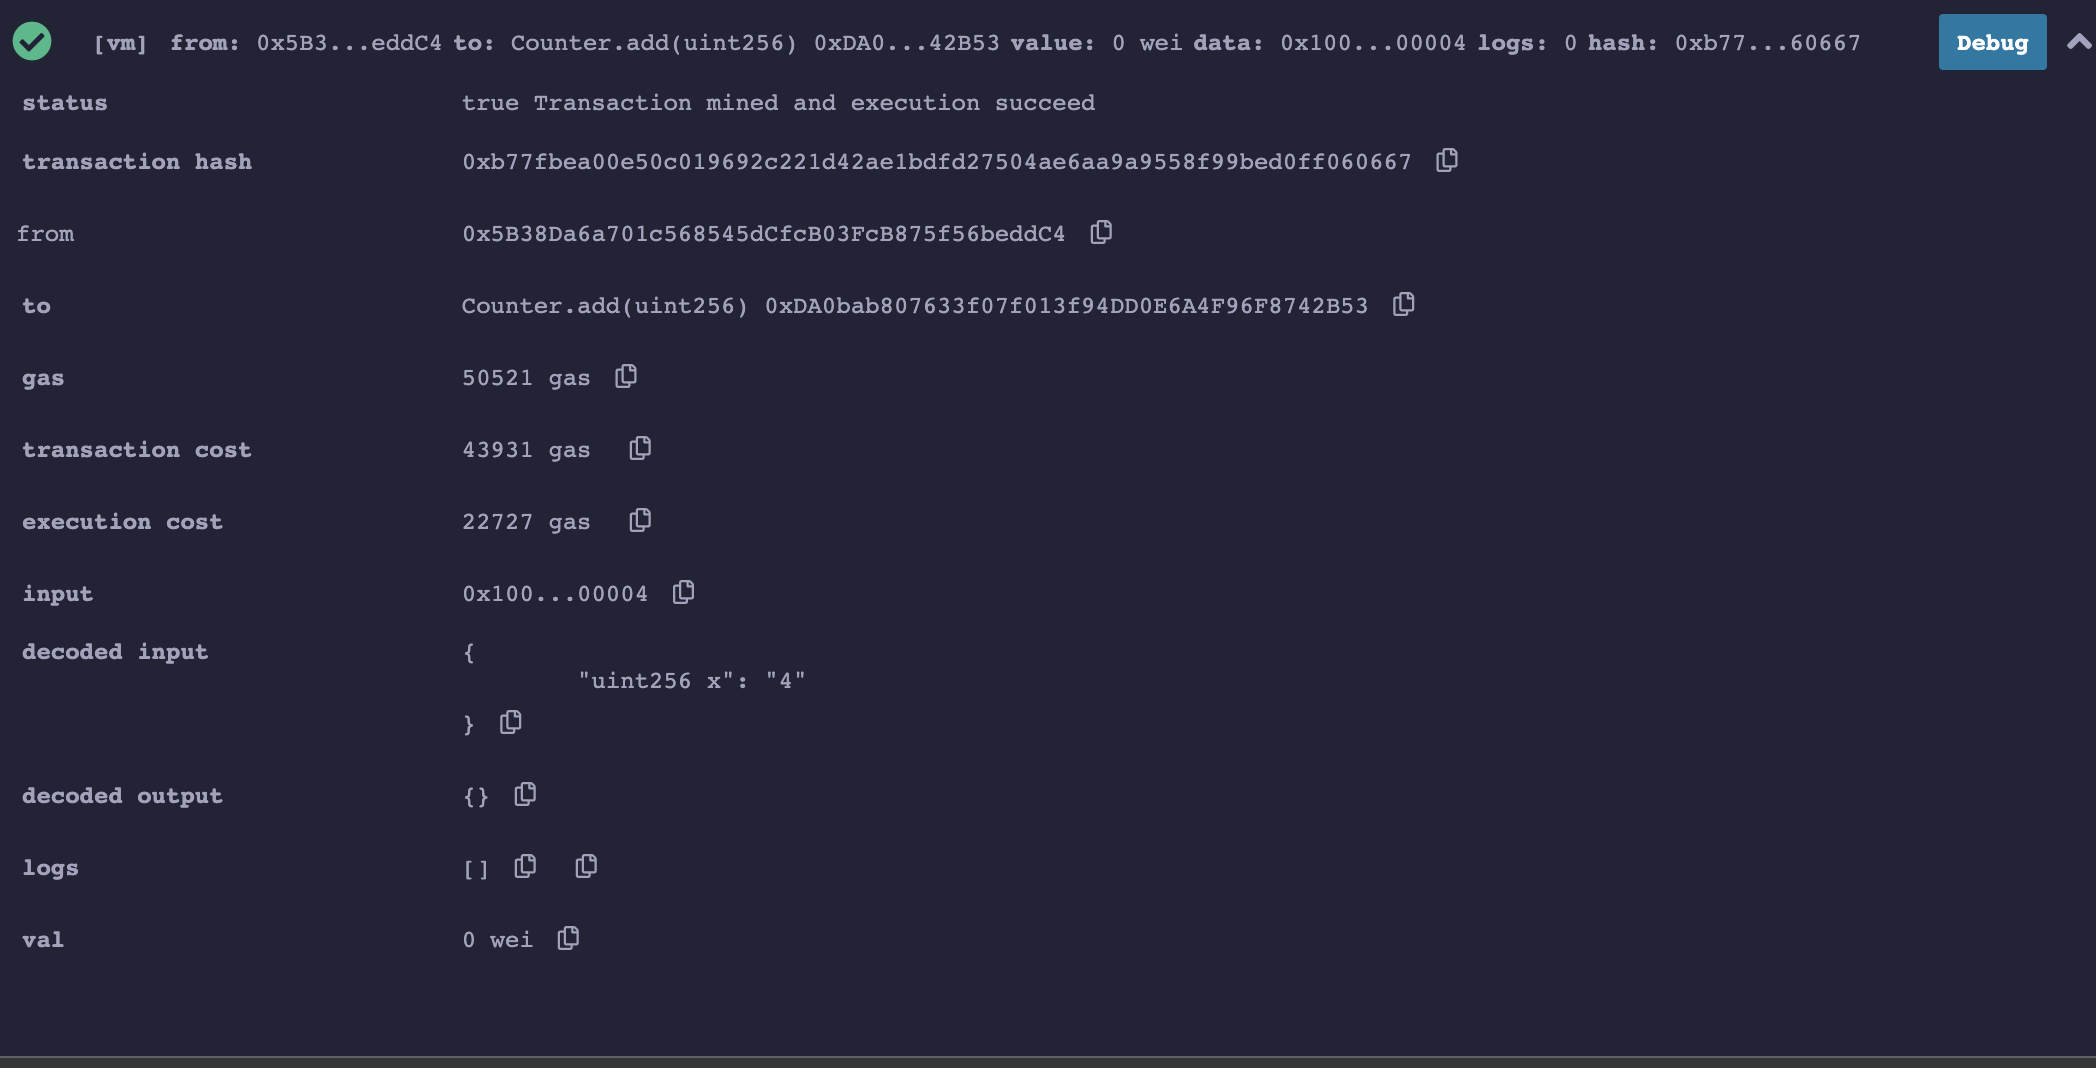 [vm] from: 0x5B3...eddC4 to: Counter.add(uint256) 0xDA0...42B53 value: 0 wei data: 0x100...00004 logs: 0 hash: 0xb77...60667 Debug
status true Transaction mined and execution succeed
transaction hash 0xb77fbea00e50c019692c221d42ae1bdfd27504ae6aa9a9558f99bed0ff060667
from 0x5B38Da6a701c568545dCfcB03FcB875f56beddC4
to Counter.add(uint256) 0xDA0bab807633f07f013f94DD0E6A4F96F8742B53
gas 50521 gas
transaction cost 43931 gas
execution cost 22727 gas
input 0x100...00004
decoded input {
"uint256 x": "4"
}
decoded output {}
logs []
val 0 wei